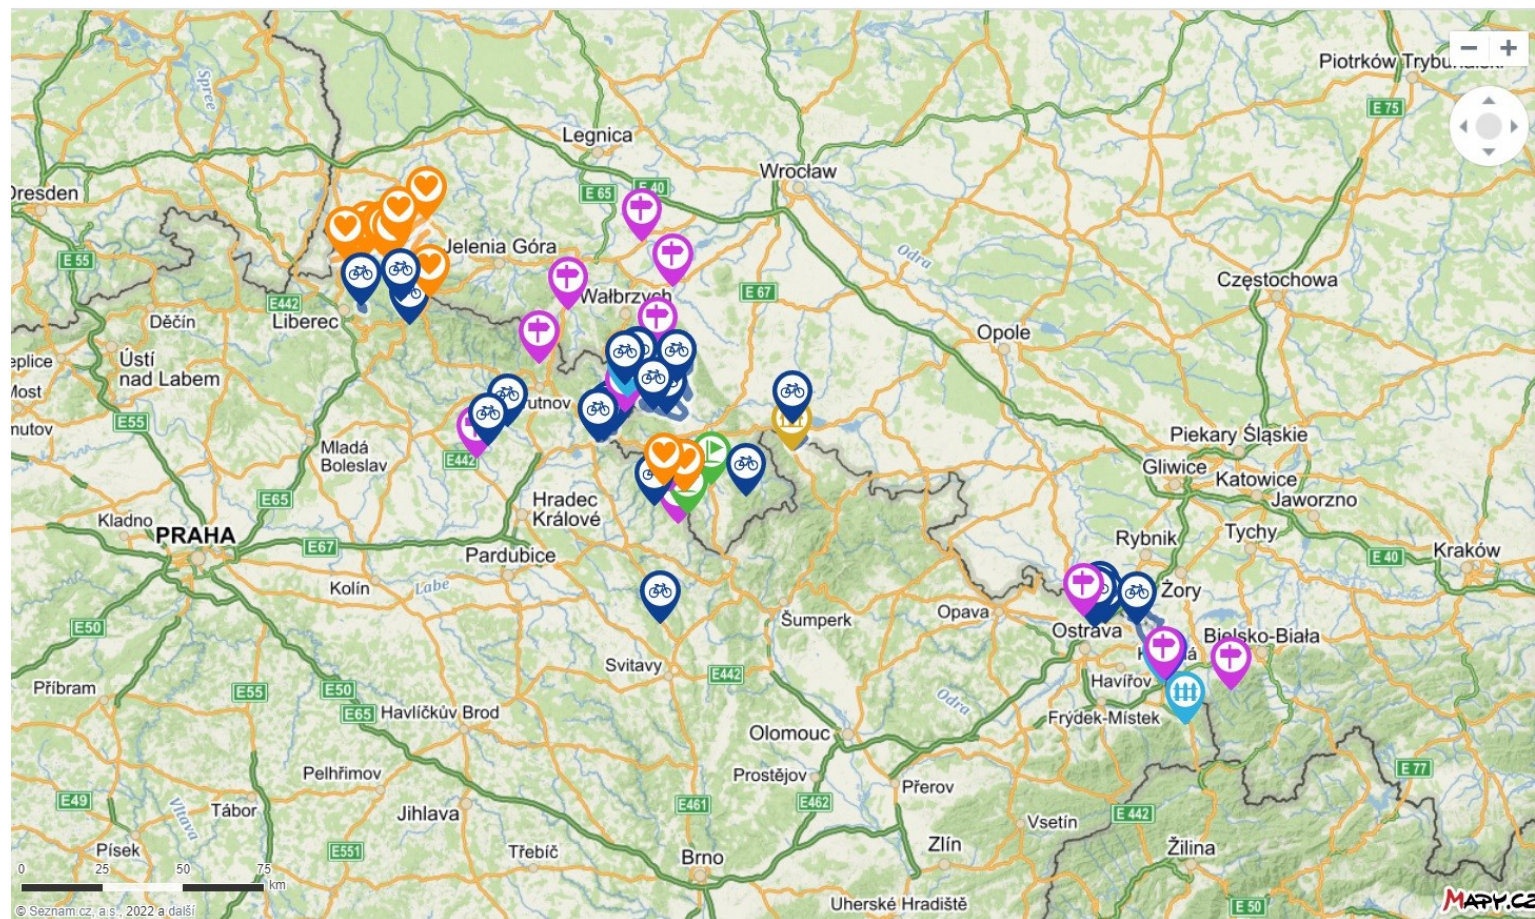 Piotrków Trybunalski
E 75
Spree
Legnica
Wrocław
Dresden
E 65
E 40
Jelenia Góra
Odra
E 55
Częstochowa
E442
Wałbrzych
E 67
Liberec
Děčín
Opole
Ústí
nad Labem
Most
E55
Mladá
Boleslav
E442
Piekary Śląskie
Gliwice
Katowice
Jaworzno
E65
Hradec
Králové
Kladno
PRAHA
E67
Pardubice
Rybnik
Tychy
E 40
Kraków
Kolín
Labe
Żory
Opava
Šumperk
Ostrava
E50
Bielsko-Biała
Svitavy
E442
Havířov
Příbram
E55
E50
E65
Havlíčkův Brod
Odra
Frýdek-Místek
Olomouc
Pelhřimov
Prostějov
Přerov
E 77
E49
Vltava
Tábor
Jihlava
E461
E462
Vsetín
E 442
Písek
E551
Třebíč
Brno
Zlín
Žilina
0 25 50 75
km
Uherské Hradiště
E 50
© Seznam.cz, a.s., 2022 a další
MAPY.CZ